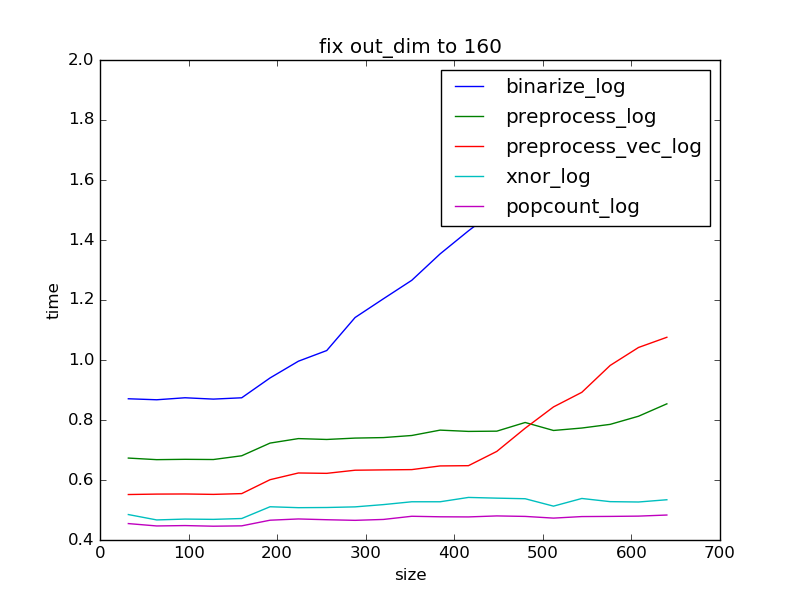 fix out_dim to 160
2.0
1.8
1.6
1.4
1.2
1.0
0.8
0.6
0.4
time
binarize_log
preprocess_log
preprocess_vec_log
xnor_log
popcount_log
0 100 200 300 400 500 600 700
size